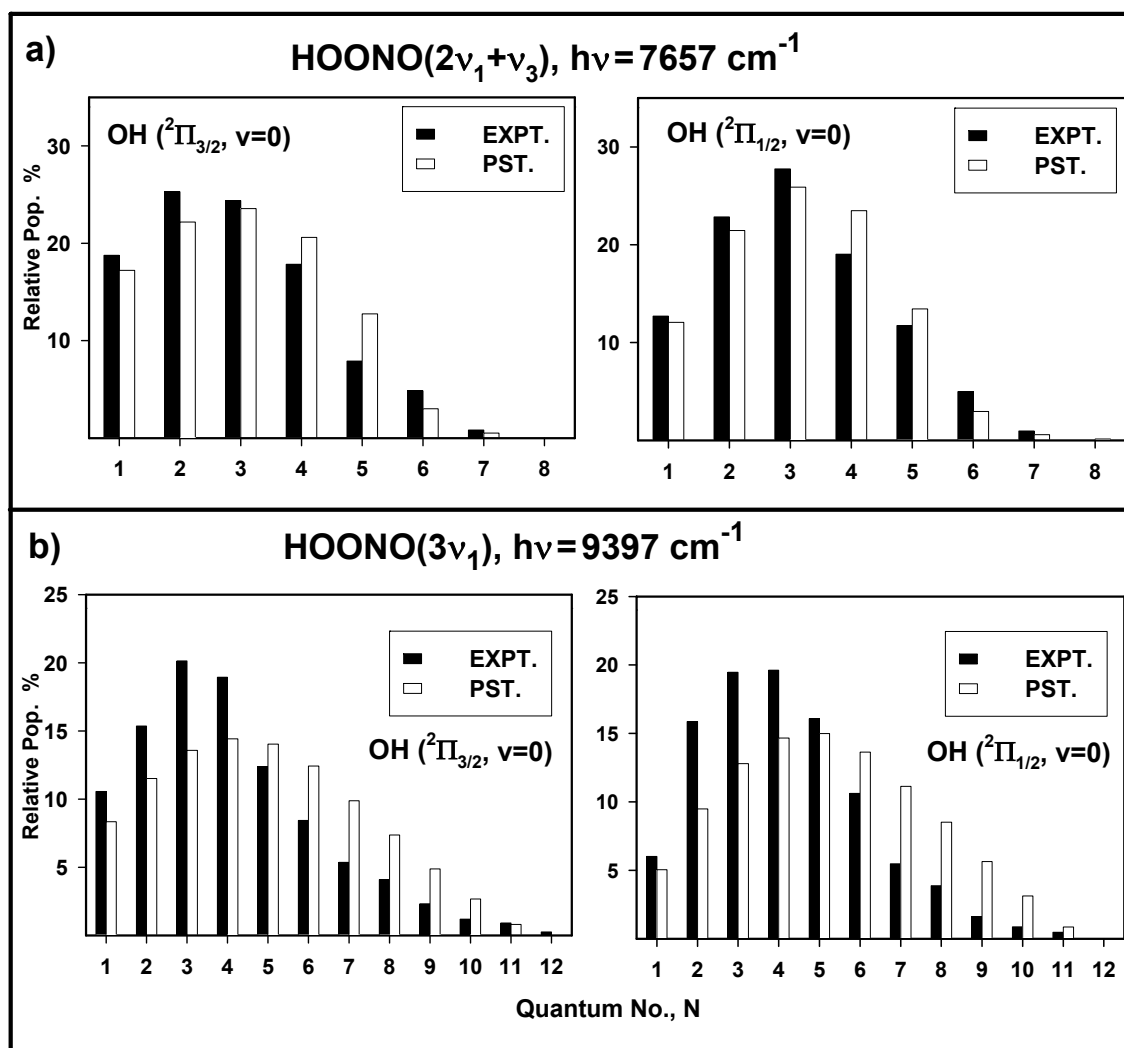 a)
HOONO(2ν₁+ν₃), hν=7657 cm⁻¹
Relative Pop. %
30
20
10
OH (²Π₃/₂, v=0)
EXPT.
PST.
1 2 3 4 5 6 7 8
30
20
10
OH (²Π₁/₂, v=0)
EXPT.
PST.
1 2 3 4 5 6 7 8
b)
HOONO(3ν₁), hν=9397 cm⁻¹
Relative Pop. %
25
20
15
10
5
EXPT.
PST.
OH (²Π₃/₂, v=0)
1 2 3 4 5 6 7 8 9 10 11 12
25
20
15
10
5
EXPT.
PST.
OH (²Π₁/₂, v=0)
1 2 3 4 5 6 7 8 9 10 11 12
Quantum No., N